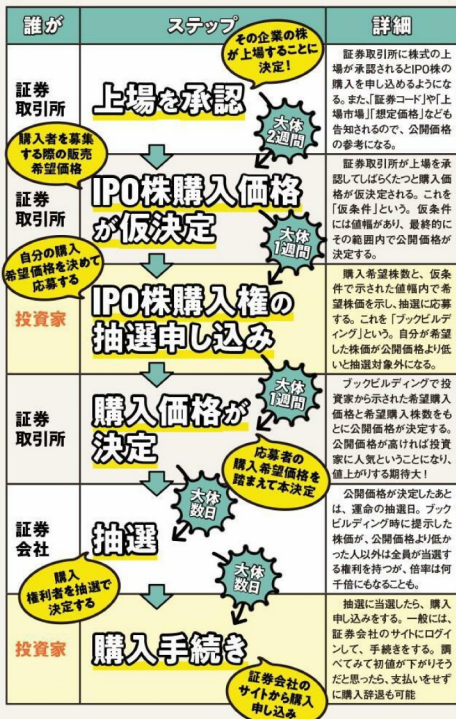 誰が
ステップ
詳細
その企業の株
が上場することに
決定！
証券
取引所
上場を承認
大体
2週間
証券取引所に株式の上
場が承認されるとIPO株の
購入を申し込めるようにな
る。また、「証券コード」や「上
場市場」「想定価格」なども
告知されるので、公開価格の
参考になる。
購入者を募集
する際の販売
希望価格
証券
取引所
IPO株購入価格
が仮決定
大体
1週間
証券取引所が上場を承
認してしばらくたつと購入価
格が仮決定される。これを
「仮条件」という。仮条件
には値幅があり、最終的に
その範囲内で公開価格が
決定する。
自分の購入
希望価格を決めて
応募する
投資家
IPO株購入権の
抽選申し込み
大体
1週間
購入希望株数と、仮条
件で示された値幅内で希
望株価を示し、抽選に応募
する。これを「ブックビルディ
ング」という。自分が希望
した株価が公開価格より低
いと抽選対象外になる。
証券
取引所
購入価格が
決定
応募者の
購入希望価格を
踏まえて本決定
大体
数日
ブックビルディングで投
資家から示された希望購入
価格と希望購入株数をも
とに公開価格が決定する。
公開価格が高ければ投資
家に人気ということになり、
値上がりする期待大！
証券
会社
抽選
購入
権利者を抽選で
決定する
大体
数日
公開価格が決定したあと
は、運命の抽選日。ブック
ビルディング時に提示した
株価が、公開価格より低か
った人以外は全員が当選す
る権利を持つが、倍率は何
千倍にもなることも。
投資家
購入手続き
証券会社の
サイトから購入
申し込み
抽選に当選したら、購入
申し込みをする。一般には、
証券会社のサイトにログイ
ンして、手続きをする。調
べてみて初値が下がりそう
だと思ったら、支払いをせず
に購入辞退も可能